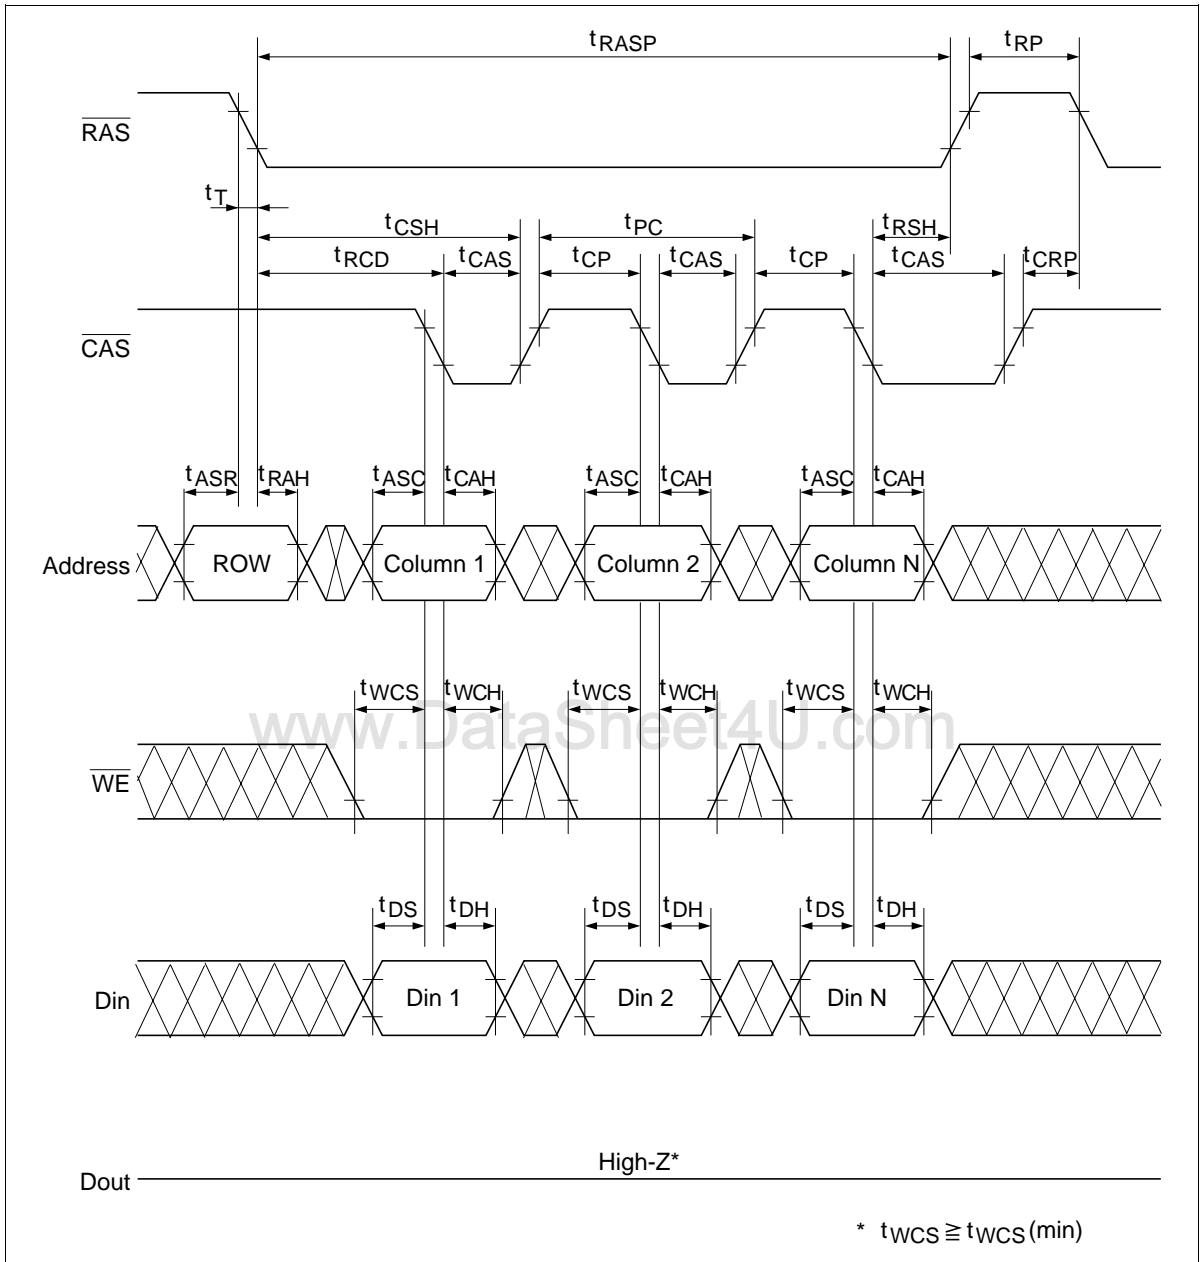 tRASP tRP
RAS
tT
tCSH tPC tRSH
tRCD tCAS tCP tCAS tCP tCAS tCRP
CAS
tASR tRAH tASC tCAH tASC tCAH tASC tCAH
Address ROW Column 1 Column 2 Column N
tWCS tWCH tWCS tWCH tWCS tWCH
www.DataSheet4U.com
WE
tDS tDH tDS tDH tDS tDH
Din Din 1 Din 2 Din N
High-Z*
Dout
* tWCS ≧ tWCS (min)